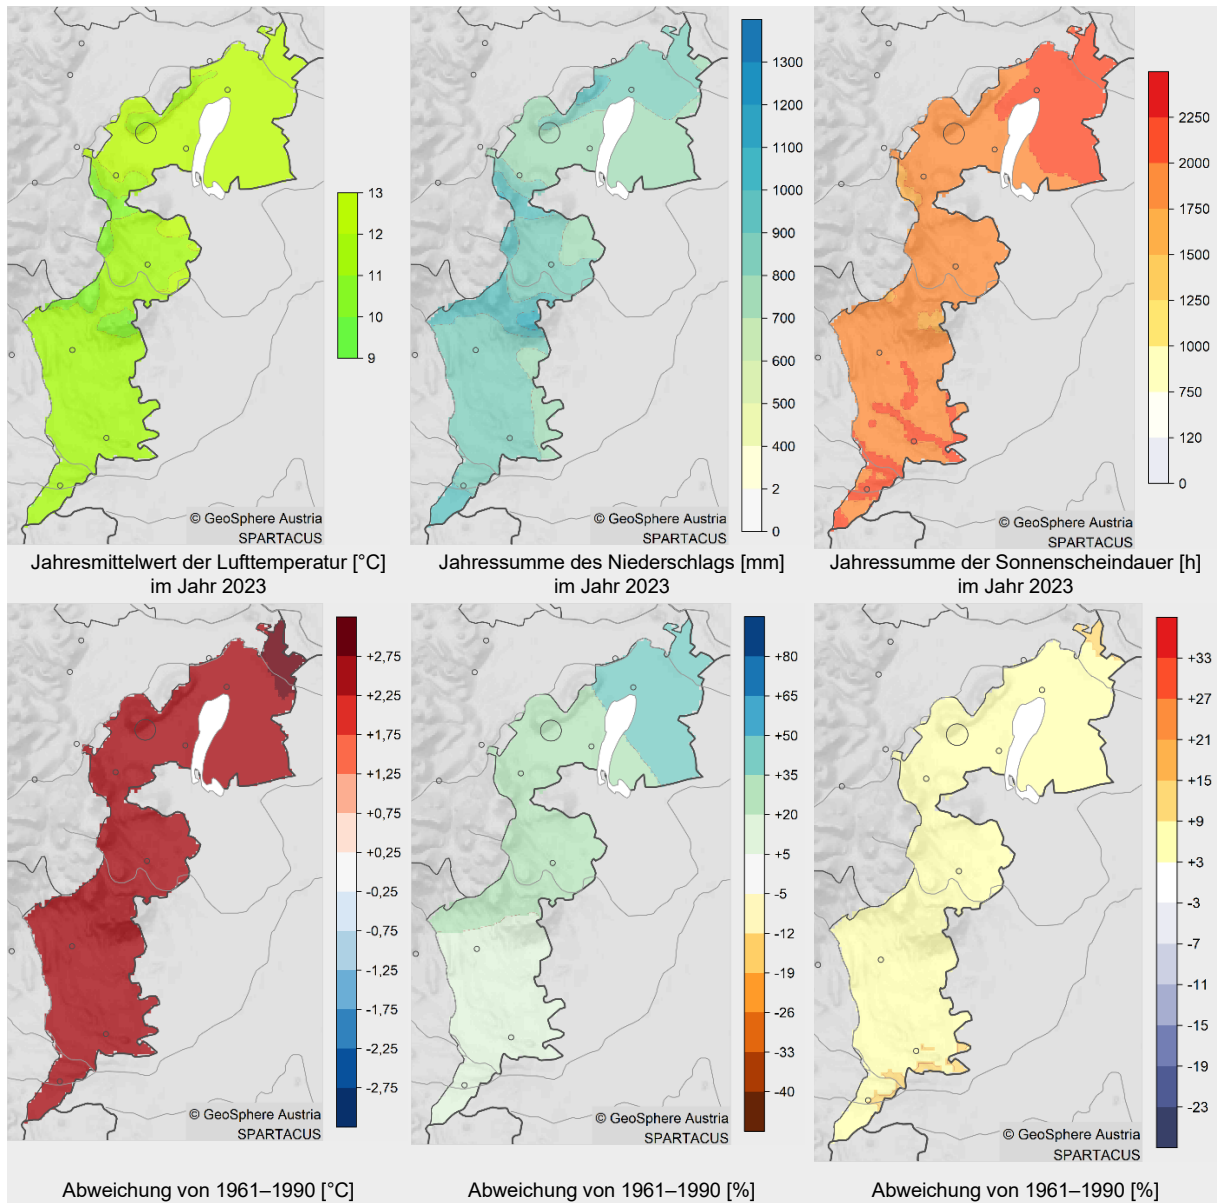 13
12
11
10
9
© GeoSphere Austria
SPARTACUS
1300
1200
1100
1000
900
800
700
600
500
400
2
0
© GeoSphere Austria
SPARTACUS
2250
2000
1750
1500
1250
1000
750
120
0
© GeoSphere Austria
SPARTACUS
Jahresmittelwert der Lufttemperatur [°C]
im Jahr 2023
Jahressumme des Niederschlags [mm]
im Jahr 2023
Jahressumme der Sonnenscheindauer [h]
im Jahr 2023
+2,75
+2,25
+1,75
+1,25
+0,75
+0,25
-0,25
-0,75
-1,25
-1,75
-2,25
-2,75
© GeoSphere Austria
SPARTACUS
+80
+65
+50
+35
+20
+5
-5
-12
-19
-26
-33
-40
© GeoSphere Austria
SPARTACUS
+33
+27
+21
+15
+9
+3
-3
-7
-11
-15
-19
-23
© GeoSphere Austria
SPARTACUS
Abweichung von 1961–1990 [°C]
Abweichung von 1961–1990 [%]
Abweichung von 1961–1990 [%]